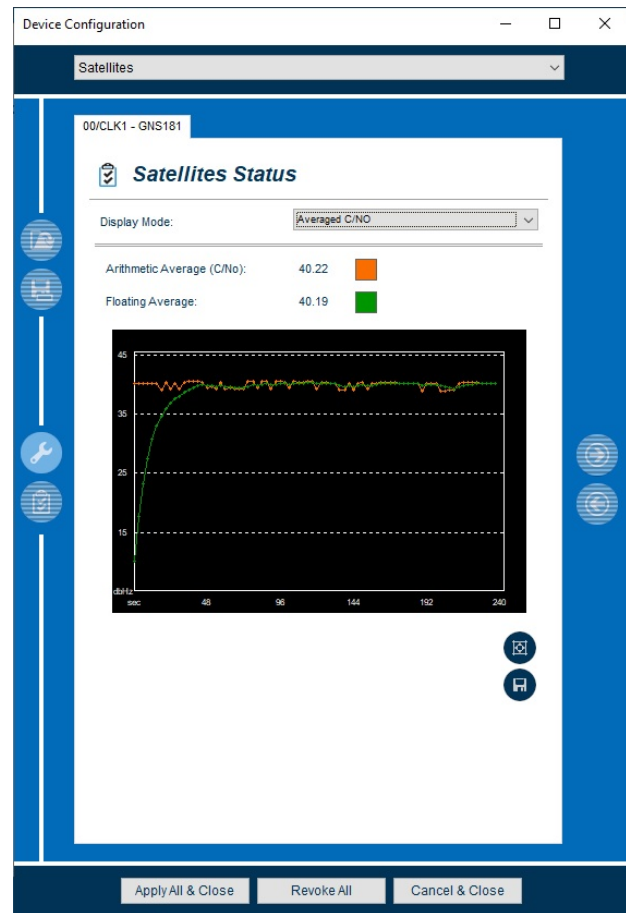 Device Configuration
Satellites
00/CLK1 - GNS181
Satellites Status
Display Mode: Averaged C/NO
Arithmetic Average (C/No): 40.22
Floating Average: 40.19
45
35
25
15
dbHz
sec 48 96 144 192 240
Apply All & Close Revoke All Cancel & Close